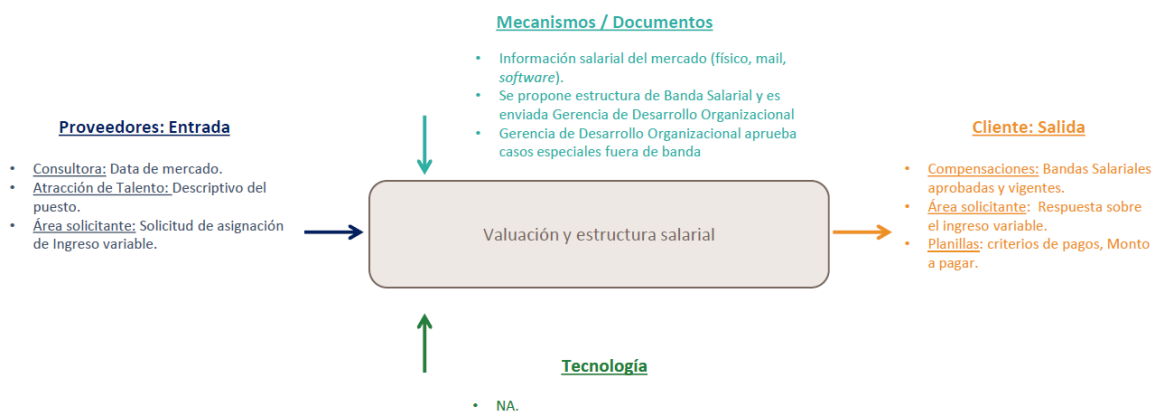 Mecanismos / Documentos
• Información salarial del mercado (físico, mail,
software).
• Se propone estructura de Banda Salarial y es
enviada Gerencia de Desarrollo Organizacional
• Gerencia de Desarrollo Organizacional aprueba
casos especiales fuera de banda
Proveedores: Entrada
• Consultora: Data de mercado.
• Atracción de Talento: Descriptivo del
puesto.
• Área solicitante: Solicitud de asignación
de Ingreso variable.
Valuación y estructura salarial
Cliente: Salida
• Compensaciones: Bandas Salariales
aprobadas y vigentes.
• Área solicitante: Respuesta sobre
el ingreso variable.
• Planillas: criterios de pagos, Monto
a pagar.
Tecnología
• NA.